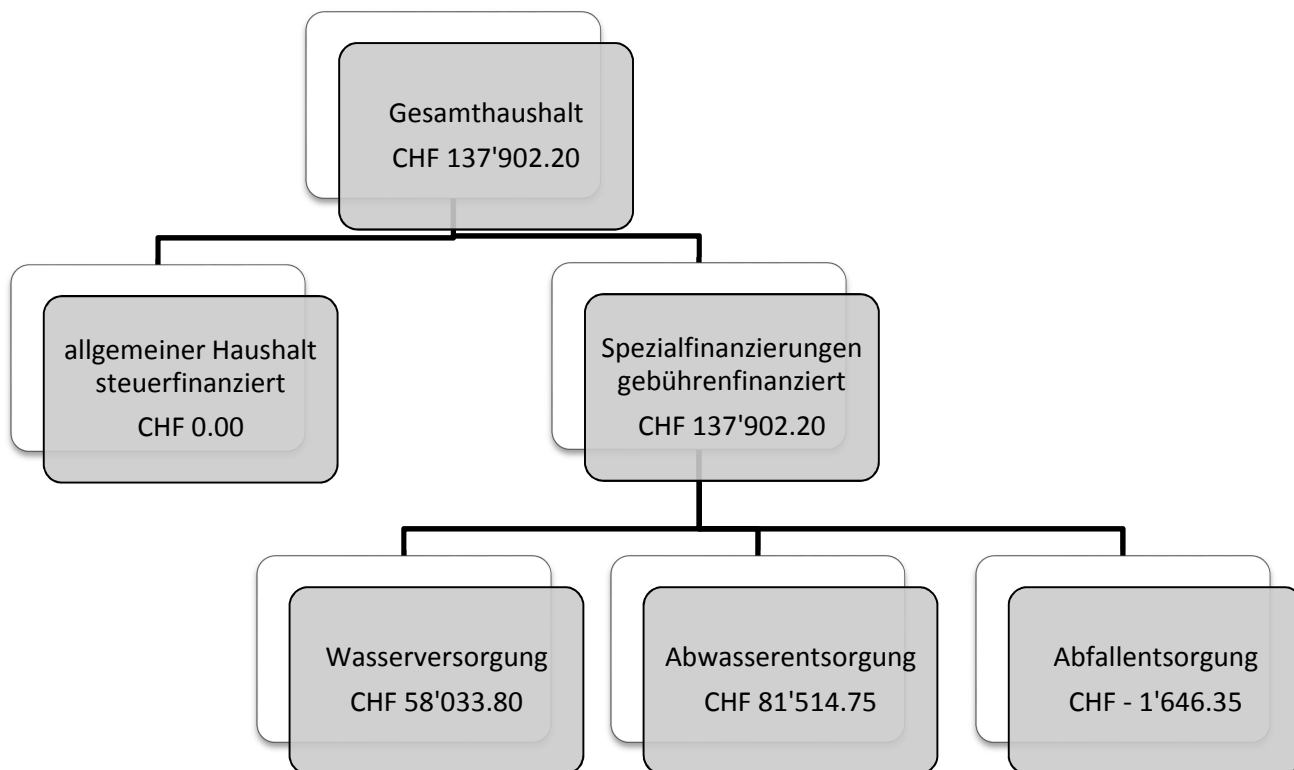 Gesamthaushalt
CHF 137'902.20
allgemeiner Haushalt
steuerfinanziert
CHF 0.00
Spezialfinanzierungen
gebührenfinanziert
CHF 137'902.20
Wasserversorgung
CHF 58'033.80
Abwasserentsorgung
CHF 81'514.75
Abfallentsorgung
CHF - 1'646.35